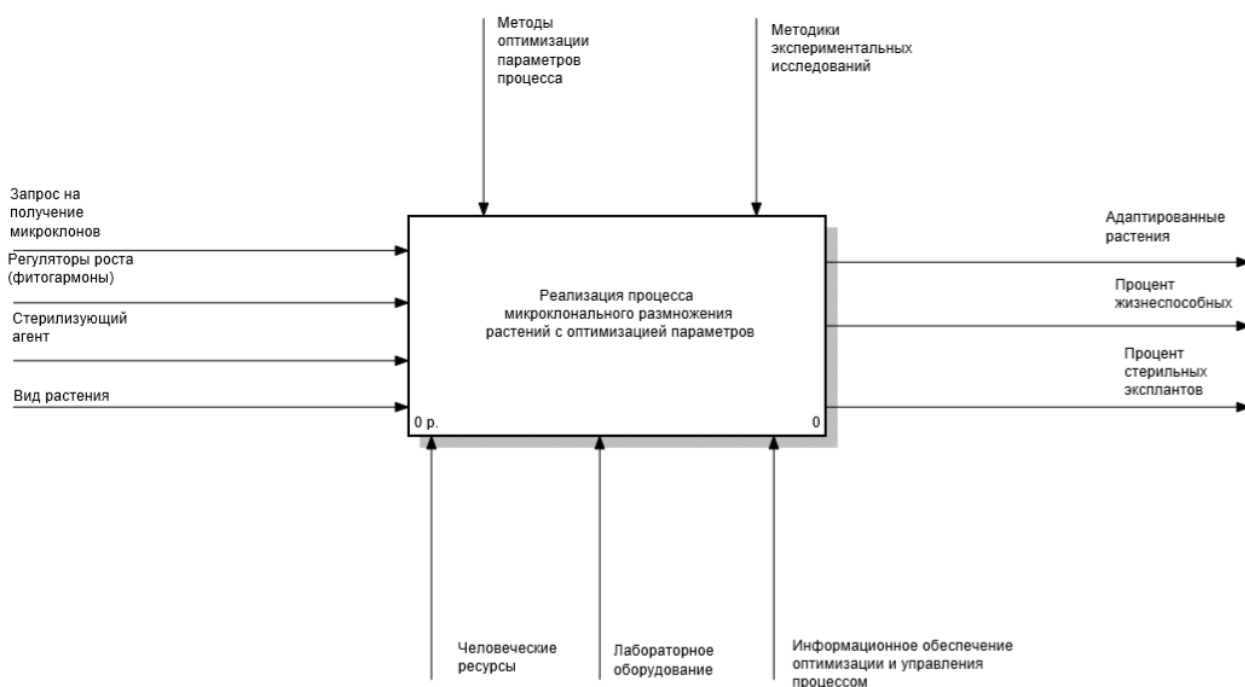 Методы
оптимизации
параметров
процесса
Методики
экспериментальных
исследований
Запрос на
получение
микроклонов
Регуляторы роста
(фитогармоны)
Стерилизующий
агент
Вид растения
Реализация процесса
микроклонального размножения
растений с оптимизацией параметров
0 р.
0
Адаптированные
растения
Процент
жизнеспособных
Процент
стерильных
эксплантов
Человеческие
ресурсы
Лабораторное
оборудование
Информационное обеспечение
оптимизации и управления
процессом